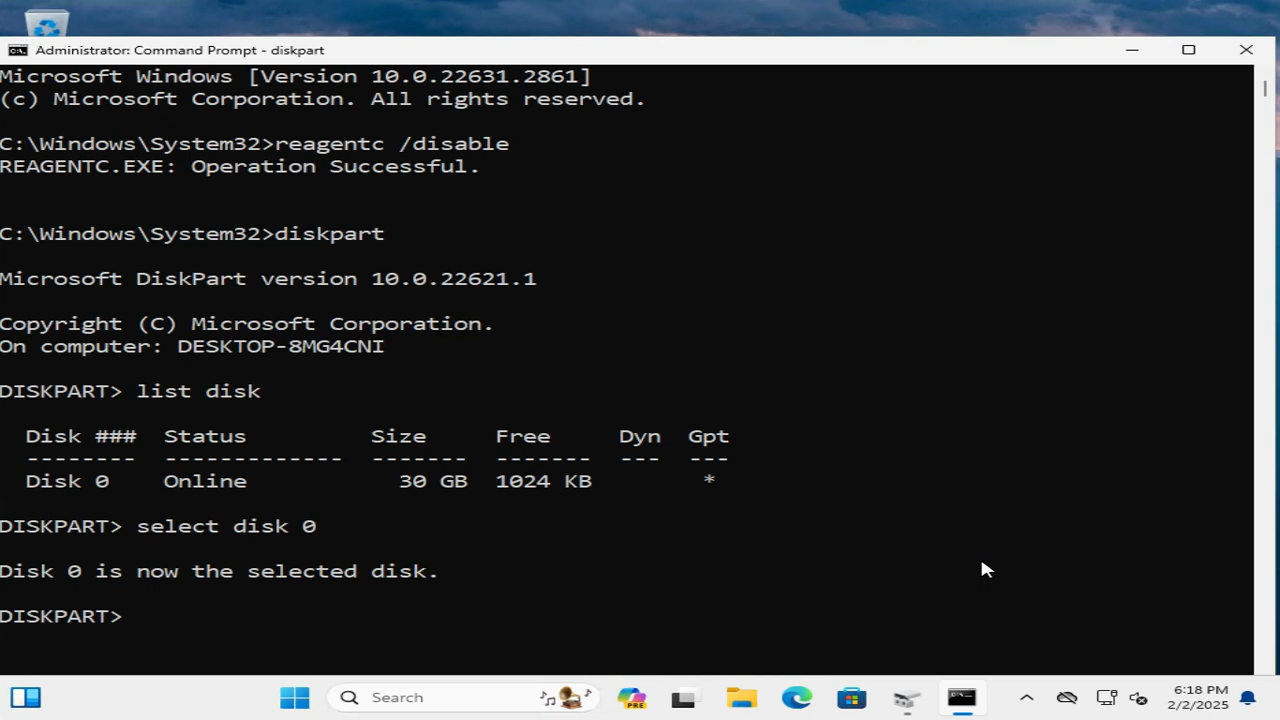 Administrator: Command Prompt - diskpart
Microsoft Windows [Version 10.0.22631.2861]
(c) Microsoft Corporation. All rights reserved.
C:\Windows\System32>reagentc /disable
REAGENTC.EXE: Operation Successful.
C:\Windows\System32>diskpart
Microsoft DiskPart version 10.0.22621.1
Copyright (C) Microsoft Corporation.
On computer: DESKTOP-8MG4CNI
DISKPART> list disk
Disk ### Status Size Free Dyn Gpt
-------- ------------- ------- ------- --- ---
Disk 0 Online 30 GB 1024 KB *
DISKPART> select disk 0
Disk 0 is now the selected disk.
DISKPART>
Search
PRE
6:18 PM
2/2/2025